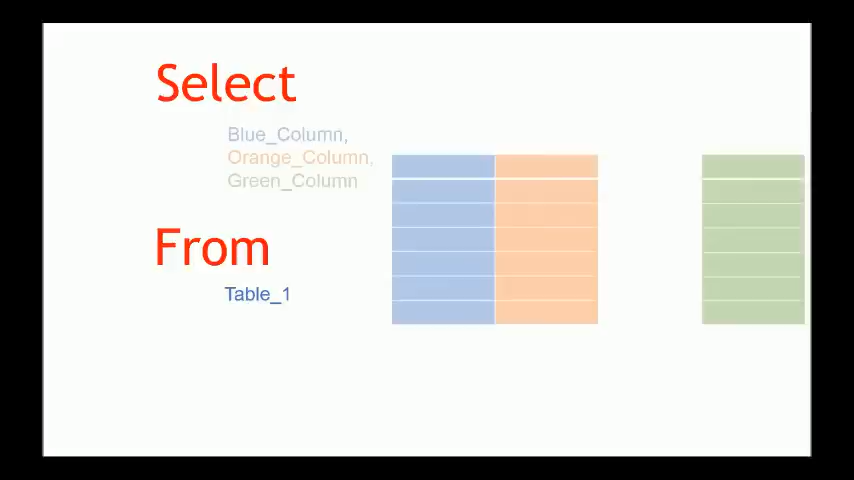 Select
Blue_Column,
Orange_Column,
Green_Column
From
Table_1